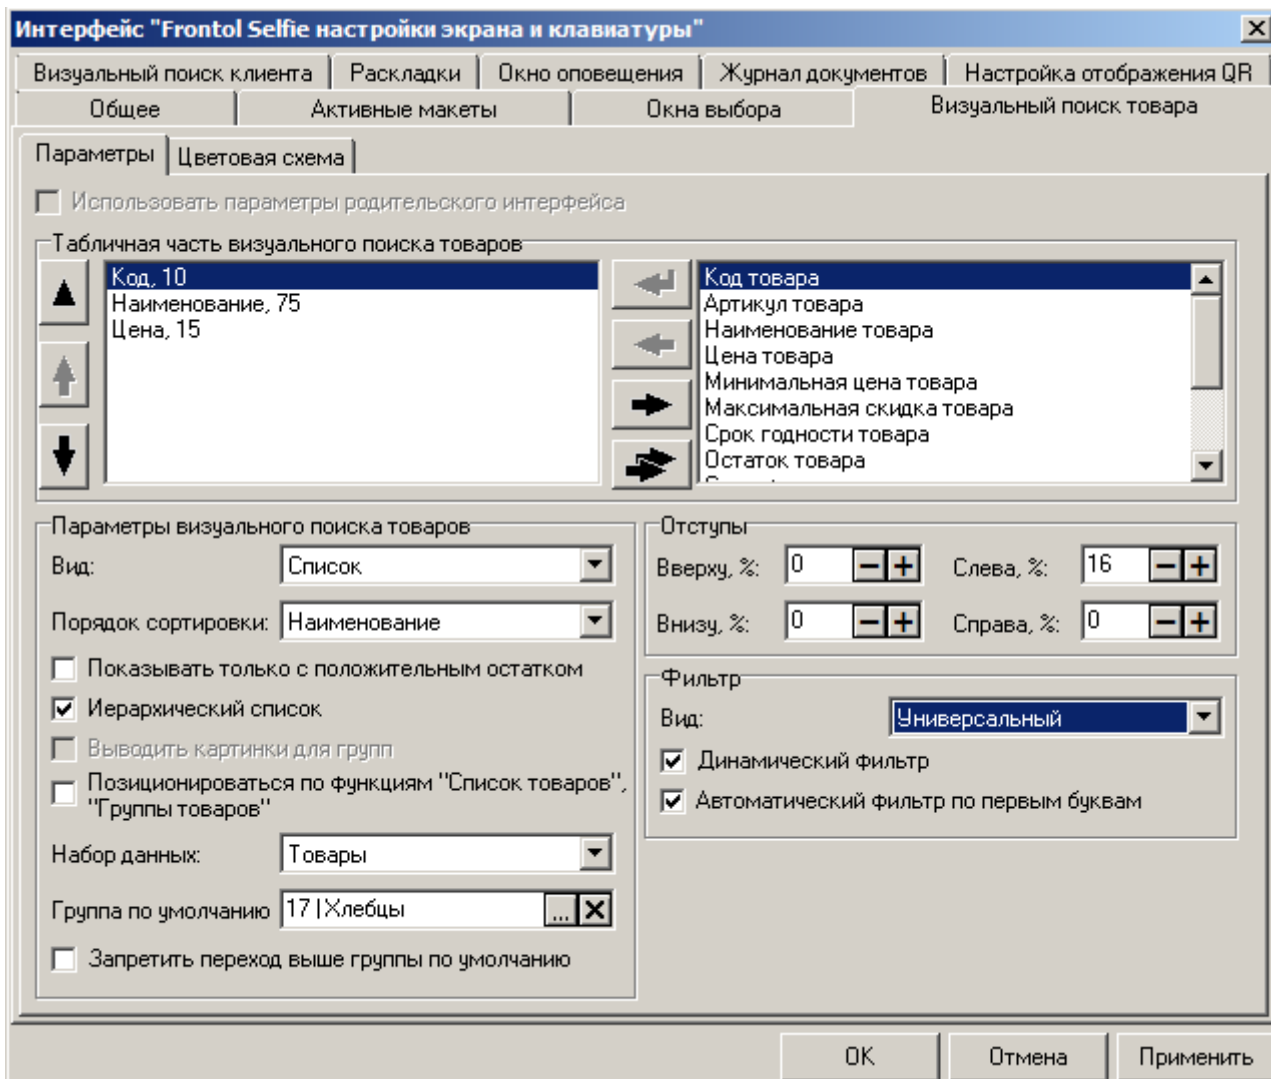 Интерфейс "Frontol Selfie настройки экрана и клавиатуры"
Визуальный поиск клиента
Раскладки
Окно оповещения
Журнал документов
Настройка отображения QR
Общее
Активные макеты
Окна выбора
Визуальный поиск товара
Параметры
Цветовая схема
Использовать параметры родительского интерфейса
Табличная часть визуального поиска товаров
Код, 10
Наименование, 75
Цена, 15
Код товара
Артикул товара
Наименование товара
Цена товара
Минимальная цена товара
Максимальная скидка товара
Срок годности товара
Остаток товара
Параметры визуального поиска товаров
Вид:
Список
Порядок сортировки:
Наименование
Показывать только с положительным остатком
Иерархический список
Выводить картинки для групп
Позиционироваться по функциям "Список товаров",
"Группы товаров"
Набор данных:
Товары
Группа по умолчанию
17 | Хлебцы
...
Запретить переход выше группы по умолчанию
Отступы
Вверху, %:
0
Слева, %:
16
Внизу, %:
0
Справа, %:
0
Фильтр
Вид:
Универсальный
Динамический фильтр
Автоматический фильтр по первым буквам
OK
Отмена
Применить